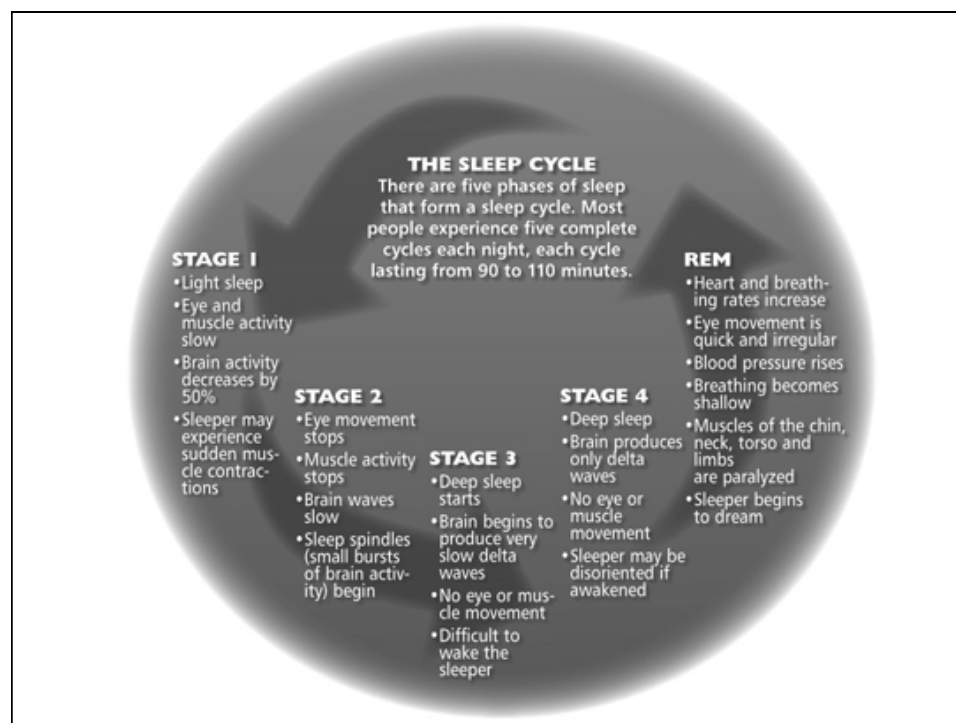 THE SLEEP CYCLE
There are five phases of sleep
that form a sleep cycle. Most
people experience five complete
cycles each night, each cycle
lasting from 90 to 110 minutes.
STAGE 1
•Light sleep
•Eye and
muscle activity
slow
•Brain activity
decreases by
50%
•Sleeper may
experience
sudden mus-
cle contrac-
tions
STAGE 2
•Eye movement
stops
•Muscle activity
stops
•Brain waves
slow
•Sleep spindles
(small bursts
of brain activ-
ity) begin
STAGE 3
•Deep sleep
starts
•Brain begins to
produce very
slow delta
waves
•No eye or mus-
cle movement
•Difficult to
wake the
sleeper
STAGE 4
•Deep sleep
•Brain produces
only delta
waves
•No eye or
muscle
movement
•Sleeper may be
disoriented if
awakened
REM
•Heart and breath-
ing rates increase
•Eye movement is
quick and irregular
•Blood pressure rises
•Breathing becomes
shallow
•Muscles of the chin,
neck, torso and
limbs
are paralyzed
•Sleeper begins
to dream